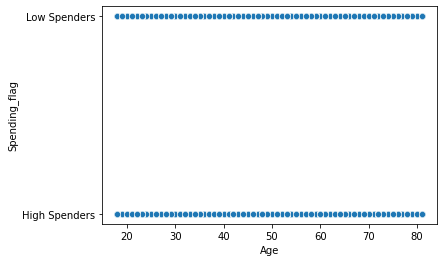 Low Spenders
Spending_flag
High Spenders
20 30 40 50 60 70 80
Age